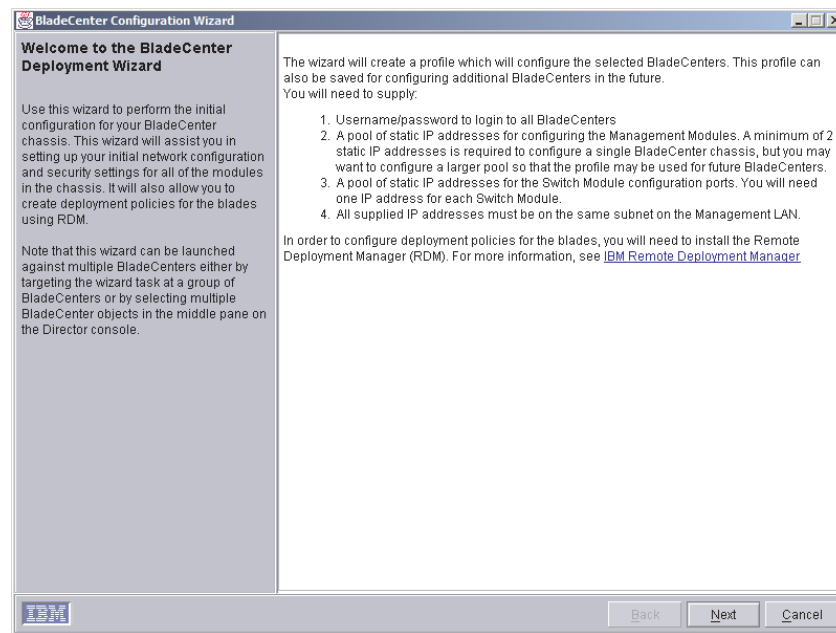 BladeCenter Configuration Wizard
Welcome to the BladeCenter
Deployment Wizard
Use this wizard to perform the initial
configuration for your BladeCenter
chassis. This wizard will assist you in
setting up your initial network configuration
and security settings for all of the modules
in the chassis. It will also allow you to
create deployment policies for the blades
using RDM.
Note that this wizard can be launched
against multiple BladeCenters either by
targeting the wizard task at a group of
BladeCenters or by selecting multiple
BladeCenter objects in the middle pane on
the Director console.
The wizard will create a profile which will configure the selected BladeCenters. This profile can
also be saved for configuring additional BladeCenters in the future.
You will need to supply:
1. Username/password to login to all BladeCenters
2. A pool of static IP addresses for configuring the Management Modules. A minimum of 2
static IP addresses is required to configure a single BladeCenter chassis, but you may
want to configure a larger pool so that the profile may be used for future BladeCenters.
3. A pool of static IP addresses for the Switch Module configuration ports. You will need
one IP address for each Switch Module.
4. All supplied IP addresses must be on the same subnet on the Management LAN.
In order to configure deployment policies for the blades, you will need to install the Remote
Deployment Manager (RDM). For more information, see IBM Remote Deployment Manager
IBM
Back
Next
Cancel